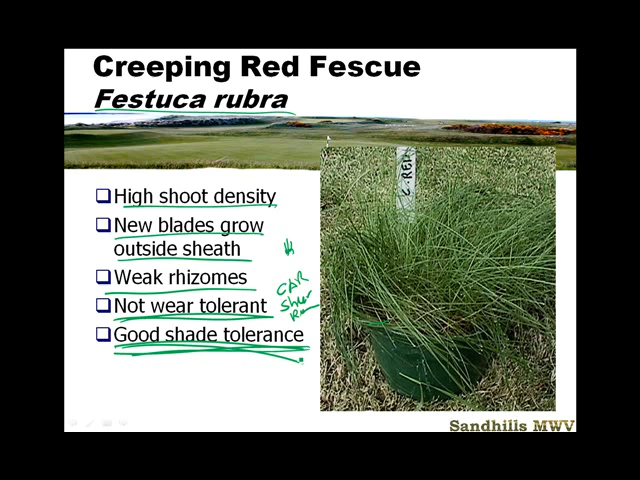 Creeping Red Fescue
Festuca rubra
High shoot density
New blades grow
outside sheath
Weak rhizomes
Not wear tolerant
Good shade tolerance
C. RED
CAR
Sandhills MWV